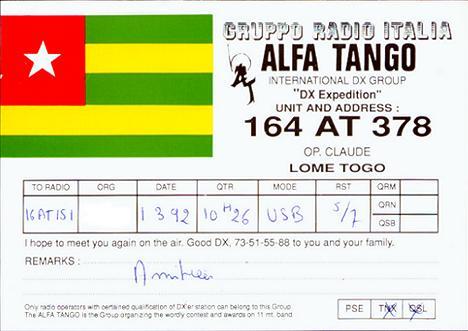 GRUPPO RADIO ITALIA
ALFA TANGO
INTERNATIONAL DX GROUP
"DX Expedition"
UNIT AND ADDRESS :
164 AT 378
OP. CLAUDE
LOME TOGO
TO RADIO ORG DATE QTR MODE RST QRM
16AT151 1 3 92 10H26 USB 5/7 QRN
QSB
I hope to meet you again on the air. Good DX, 73-51-55-88 to you and your family.
REMARKS :
Only radio operators with certained qualification of DX'er station can belong to this Group
The ALFA TANGO is the Group organizing the worldly contest and awards on 11 mt. band
PSE TNX QSL